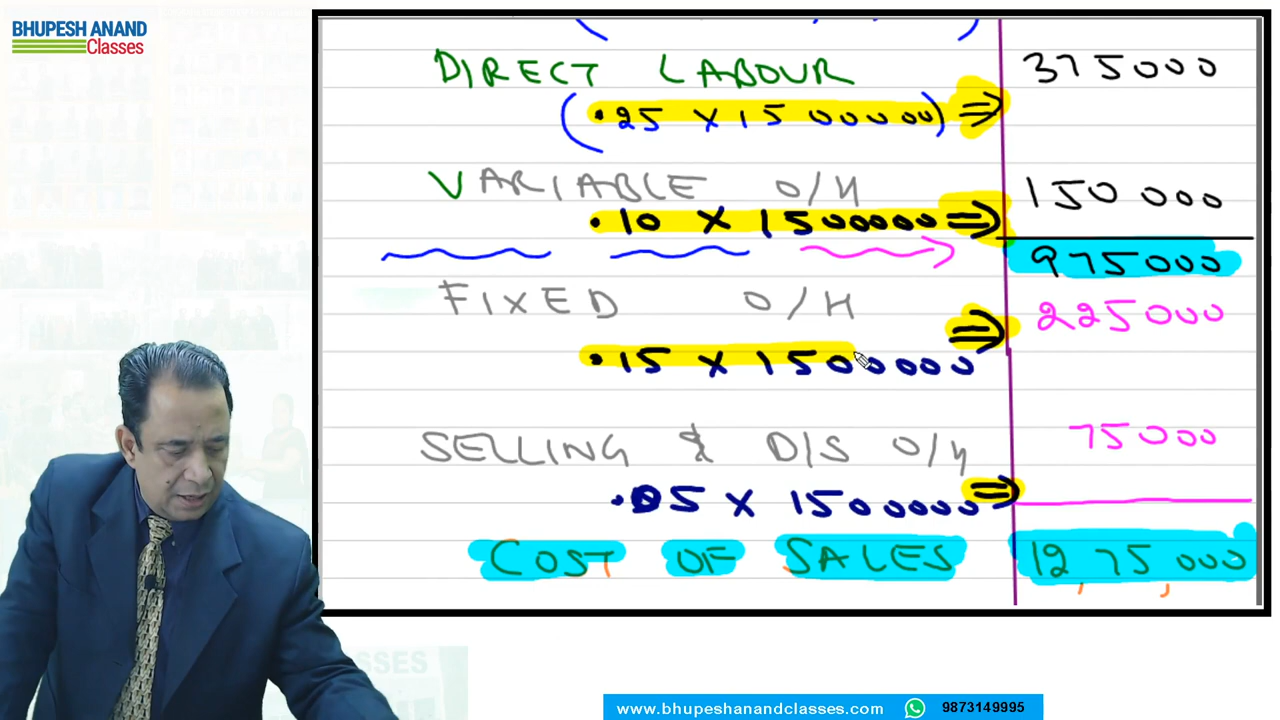 BHUPESH ANAND
Classes
DIRECT LABOUR 375000
(.25 X 1500000) ⇒
VARIABLE O/H 150 000
.10 X 1500000 ⇒
975000
FIXED O/H 225000
.15 X 1500000 ⇒
SELLING & D/S O/H 75000
.05 X 1500000 ⇒
COST OF SALES 12,75,000
www.bhupeshanandclasses.com 9873149995